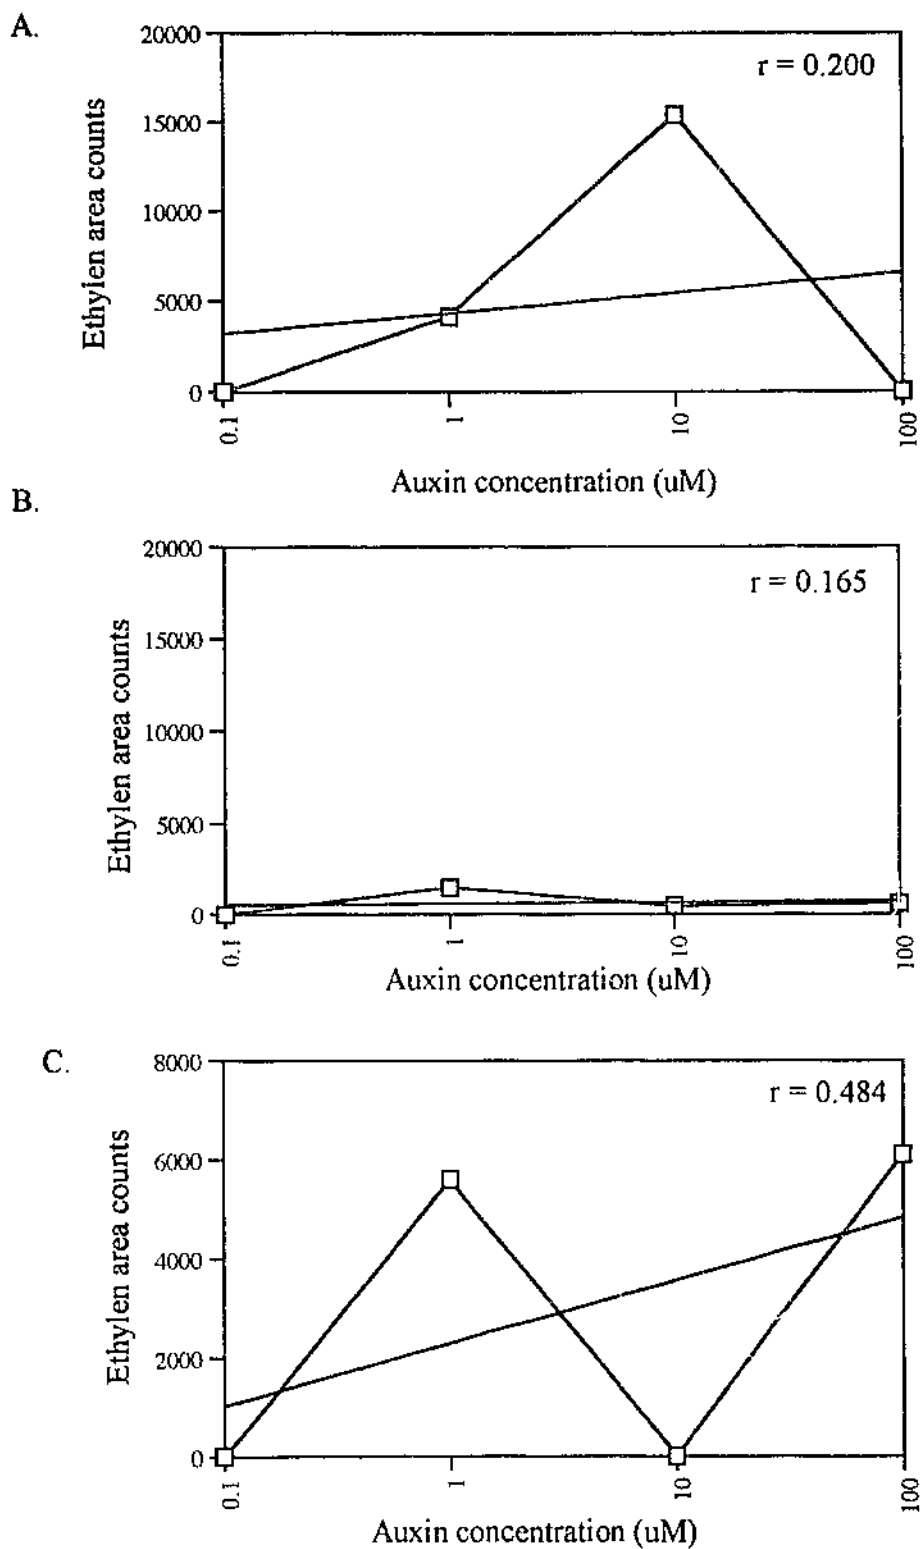 A.
20000
r = 0.200
15000
10000
5000
0
Ethylen area counts
0.1
1
10
100
Auxin concentration (uM)
B.
20000
r = 0.165
15000
10000
5000
0
Ethylen area counts
0.1
1
10
100
Auxin concentration (uM)
C.
8000
r = 0.484
6000
4000
2000
0
Ethylen area counts
0.1
1
10
100
Auxin concentration (uM)